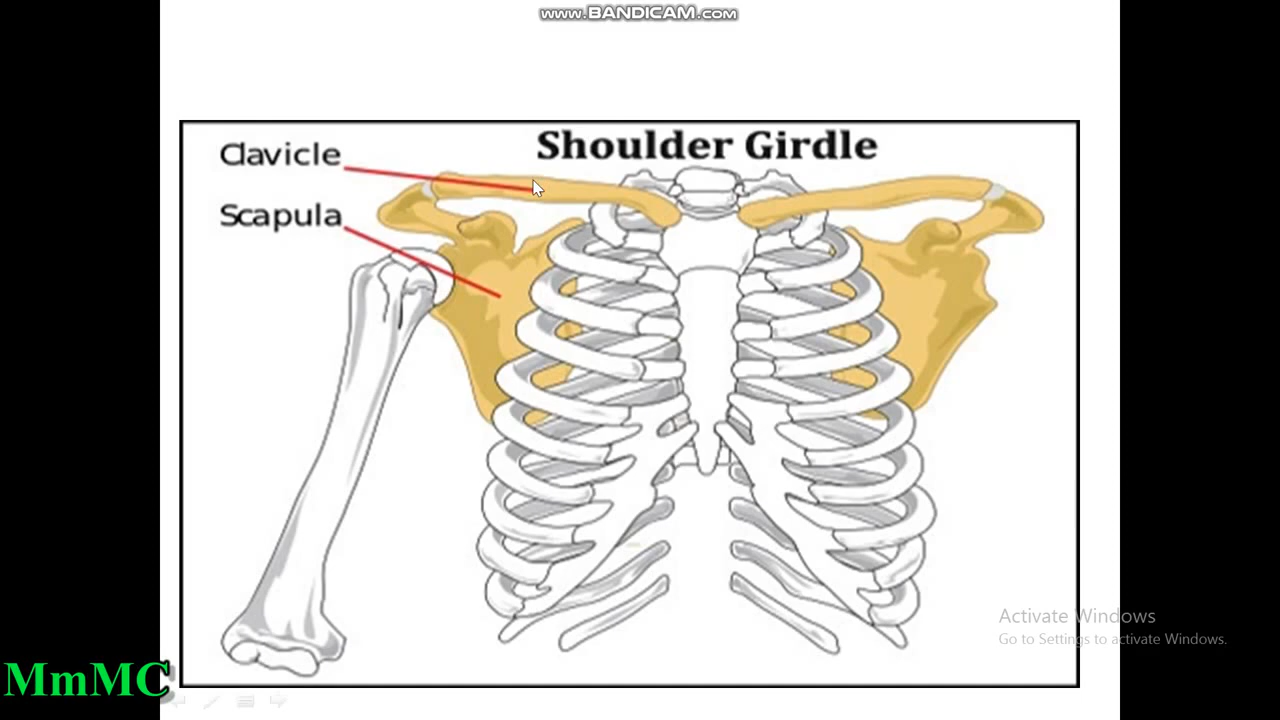 www.BANDICAM.com
Shoulder Girdle
Clavicle
Scapula
Activate Windows
Go to Settings to activate Windows.
MmMC